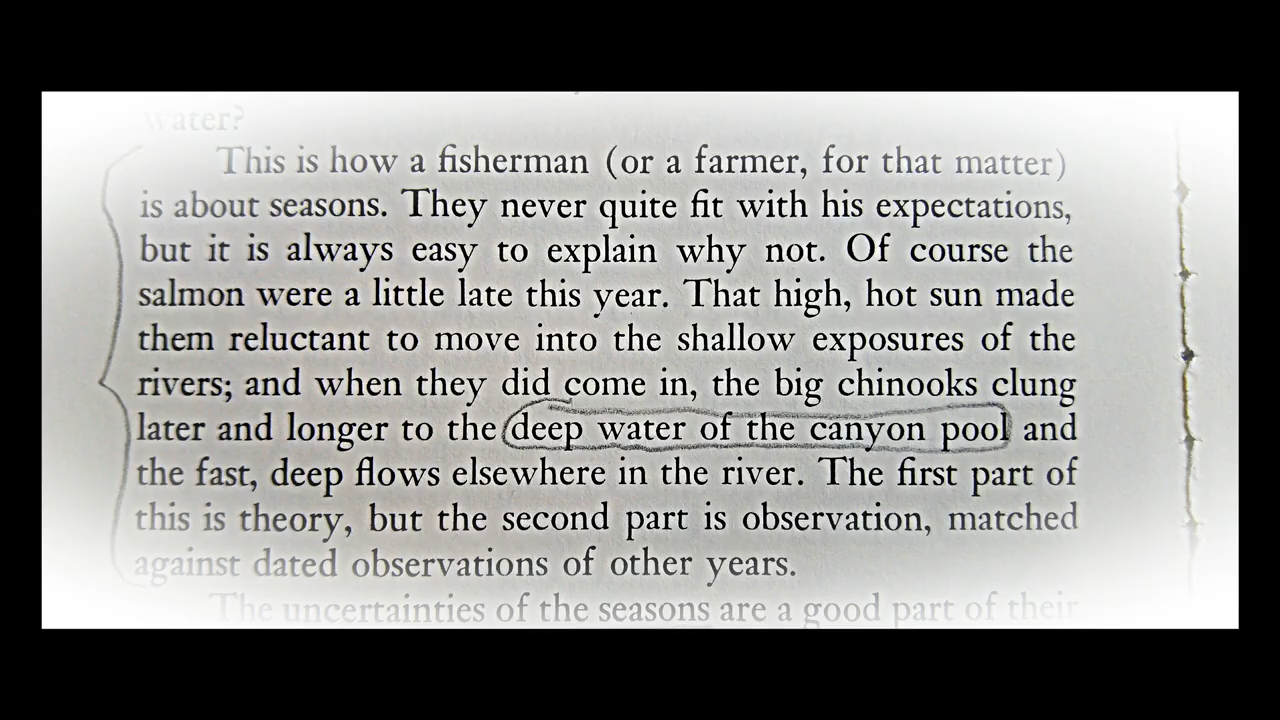 water?
This is how a fisherman (or a farmer, for that matter)
is about seasons. They never quite fit with his expectations,
but it is always easy to explain why not. Of course the
salmon were a little late this year. That high, hot sun made
them reluctant to move into the shallow exposures of the
rivers; and when they did come in, the big chinooks clung
later and longer to the deep water of the canyon pool and
the fast, deep flows elsewhere in the river. The first part of
this is theory, but the second part is observation, matched
against dated observations of other years.
The uncertainties of the seasons are a good part of their